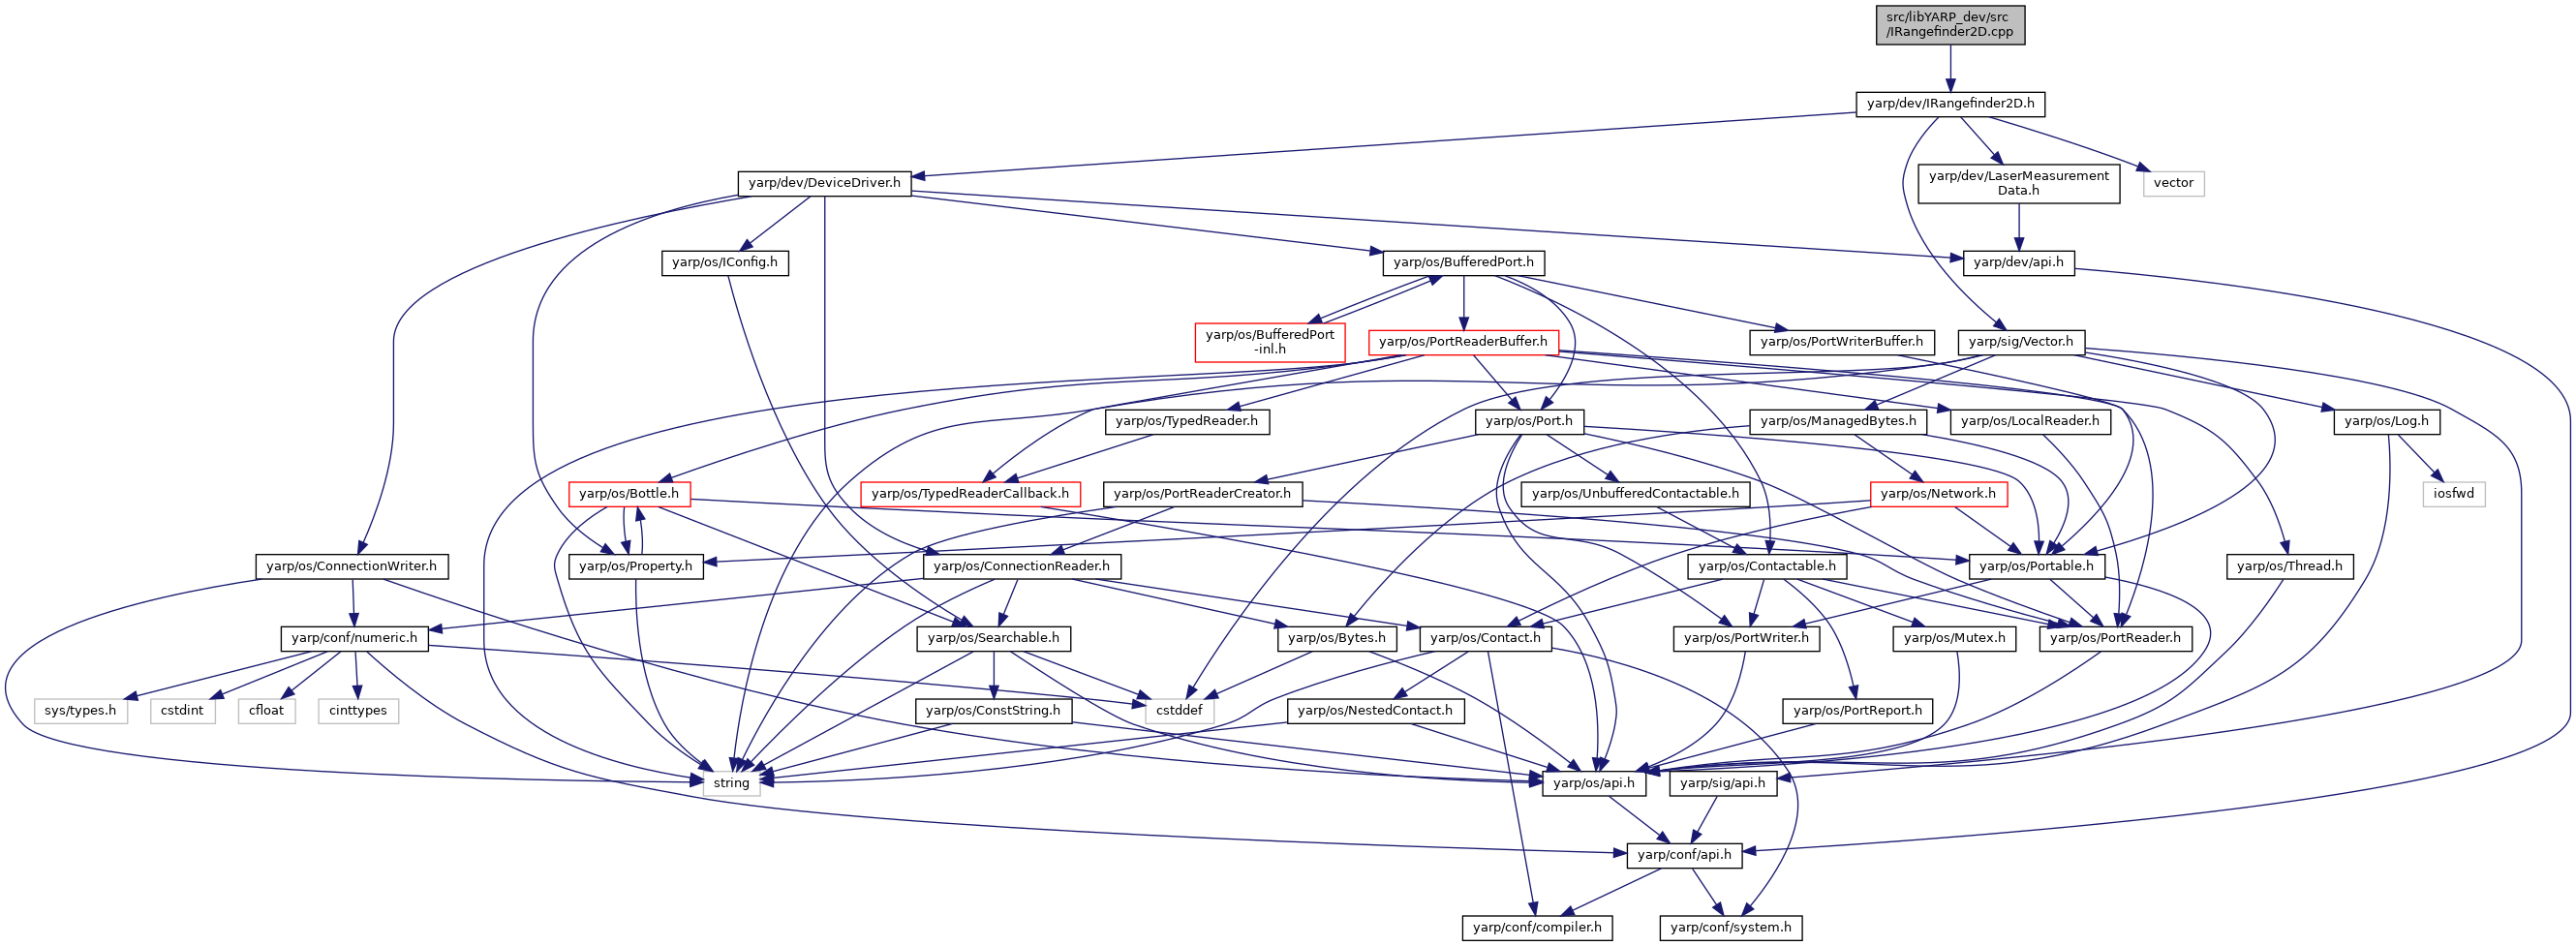 src/libYARP_dev/src
/IRangefinder2D.cpp
yarp/dev/IRangefinder2D.h
yarp/dev/DeviceDriver.h
yarp/dev/LaserMeasurement
Data.h
vector
yarp/os/IConfig.h
yarp/os/BufferedPort.h
yarp/dev/api.h
yarp/os/BufferedPort
-inl.h
yarp/os/PortReaderBuffer.h
yarp/os/PortWriterBuffer.h
yarp/sig/Vector.h
yarp/os/TypedReader.h
yarp/os/Port.h
yarp/os/ManagedBytes.h
yarp/os/LocalReader.h
yarp/os/Log.h
yarp/os/Bottle.h
yarp/os/TypedReaderCallback.h
yarp/os/PortReaderCreator.h
yarp/os/UnbufferedContactable.h
yarp/os/Network.h
iosfwd
yarp/os/ConnectionWriter.h
yarp/os/Property.h
yarp/os/ConnectionReader.h
yarp/os/Contactable.h
yarp/os/Portable.h
yarp/os/Thread.h
yarp/conf/numeric.h
yarp/os/Searchable.h
yarp/os/Bytes.h
yarp/os/Contact.h
yarp/os/PortWriter.h
yarp/os/Mutex.h
yarp/os/PortReader.h
sys/types.h
cstdint
cfloat
cinttypes
yarp/os/ConstString.h
cstddef
yarp/os/NestedContact.h
yarp/os/PortReport.h
string
yarp/os/api.h
yarp/sig/api.h
yarp/conf/api.h
yarp/conf/compiler.h
yarp/conf/system.h